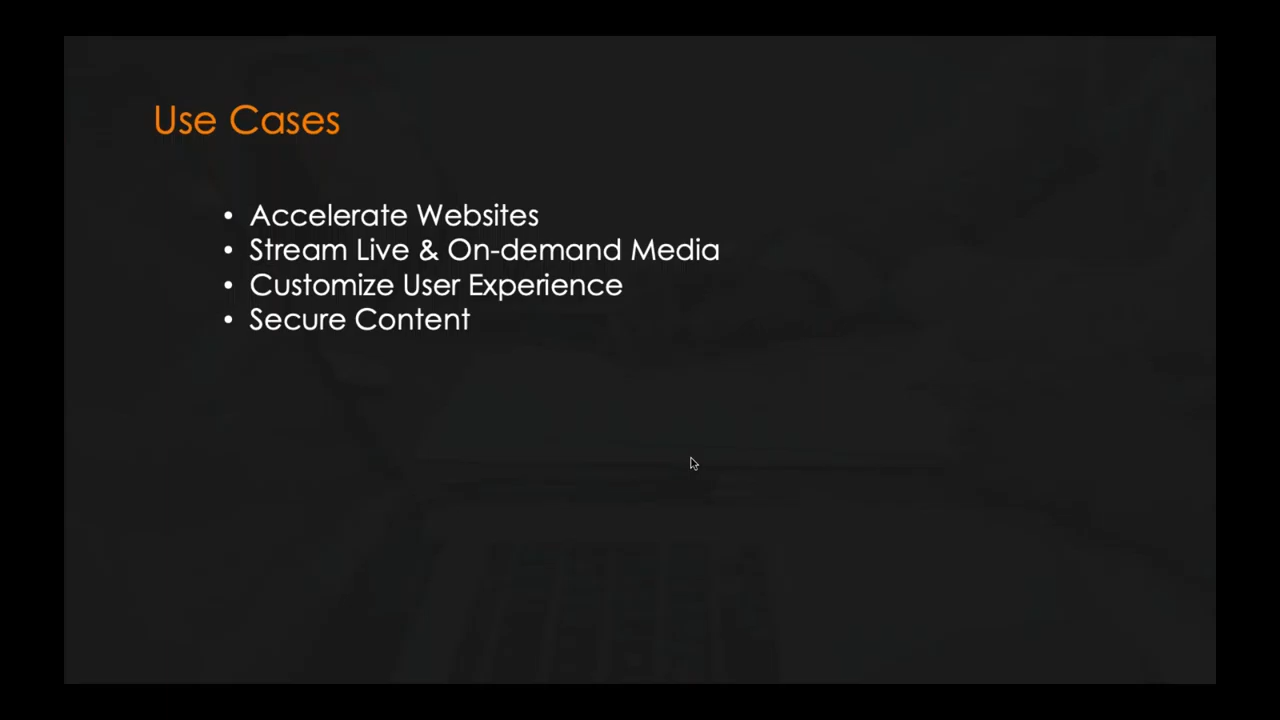 Use Cases
• Accelerate Websites
• Stream Live & On-demand Media
• Customize User Experience
• Secure Content